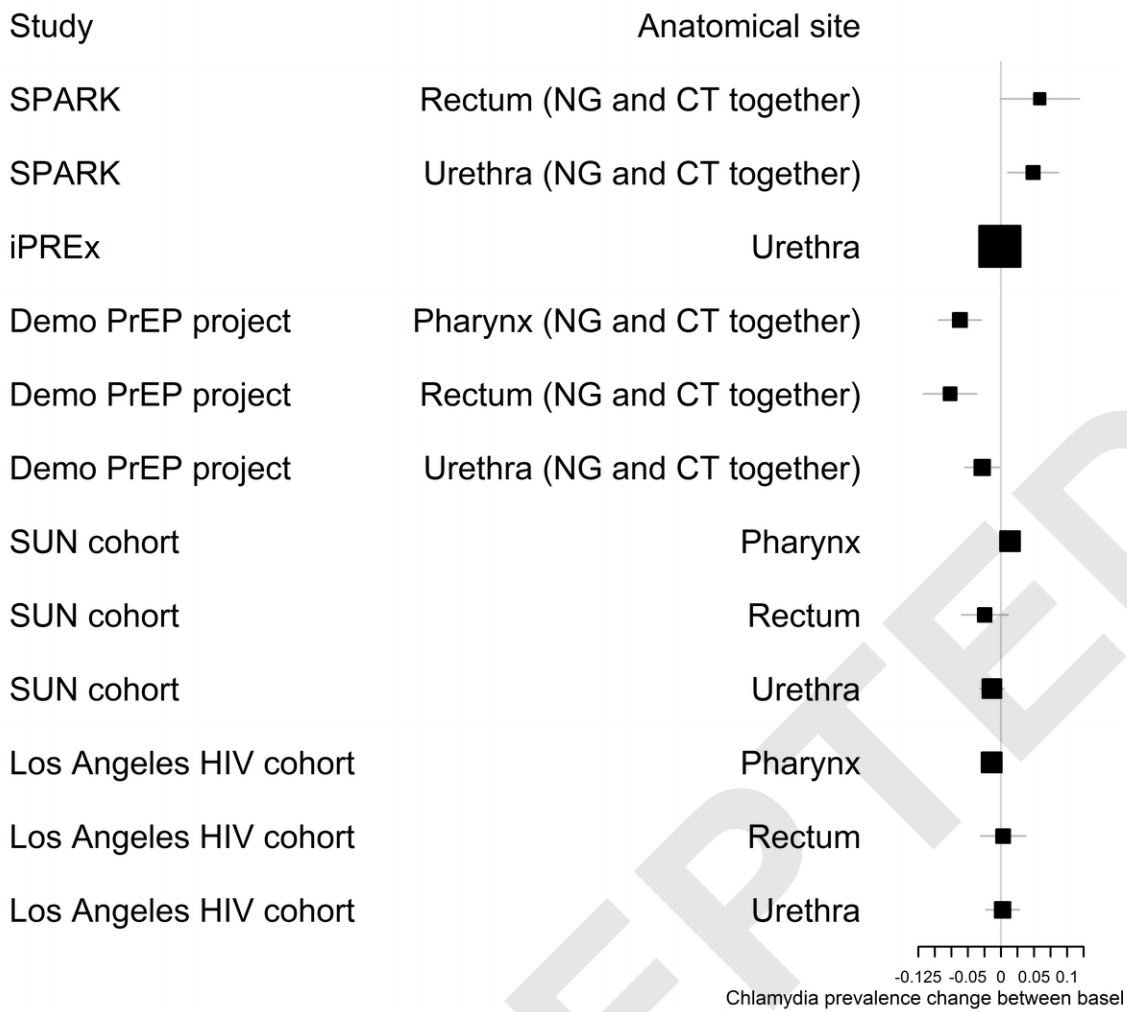 Study Anatomical site
SPARK Rectum (NG and CT together)
SPARK Urethra (NG and CT together)
iPREx Urethra
Demo PrEP project Pharynx (NG and CT together)
Demo PrEP project Rectum (NG and CT together)
Demo PrEP project Urethra (NG and CT together)
SUN cohort Pharynx
SUN cohort Rectum
SUN cohort Urethra
Los Angeles HIV cohort Pharynx
Los Angeles HIV cohort Rectum
Los Angeles HIV cohort Urethra
-0.125 -0.05 0 0.05 0.1
Chlamydia prevalence change between basel
EPTED